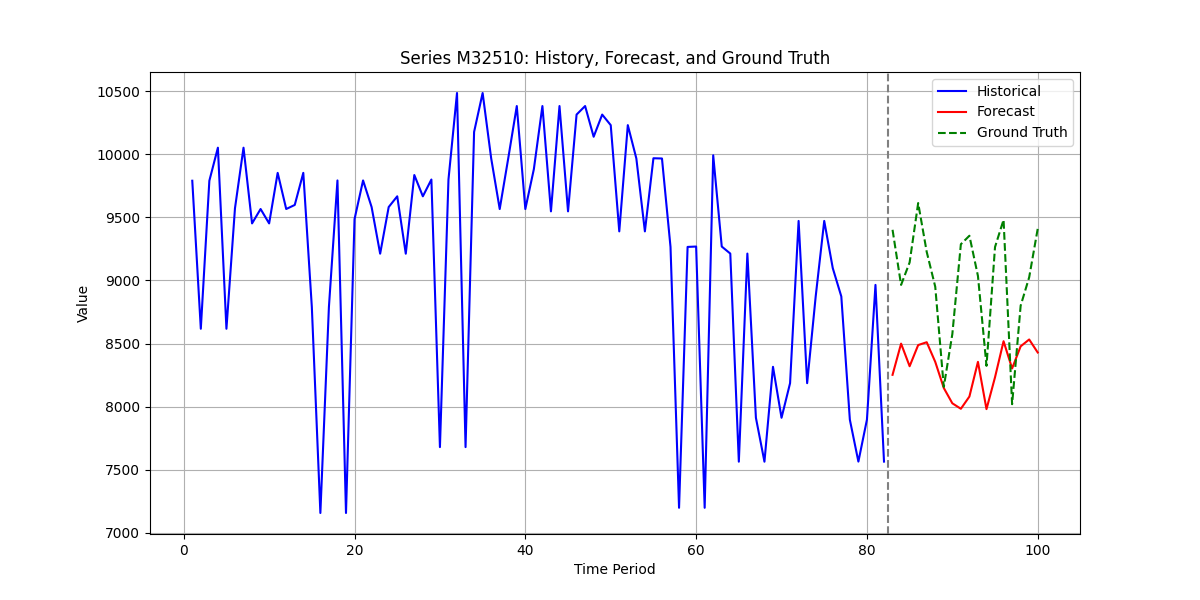 Series M32510: History, Forecast, and Ground Truth
Historical
Forecast
Ground Truth
10500
10000
9500
9000
8500
8000
7500
7000
Value
0 20 40 60 80 100
Time Period